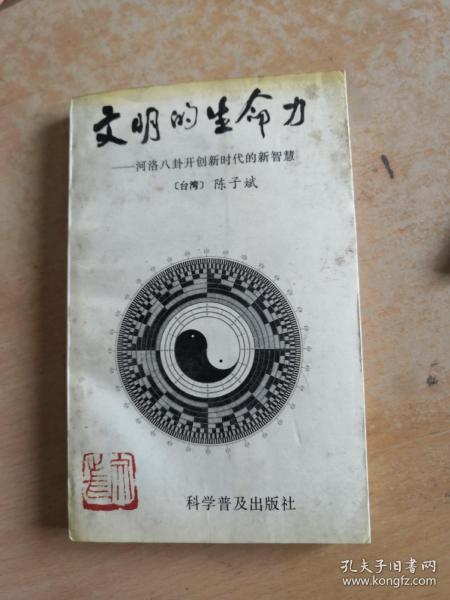 文明的生命力
——河洛八卦开创新时代的新智慧
〔台湾〕 陈子斌
科学普及出版社
孔夫子旧书网
www.kongfz.com